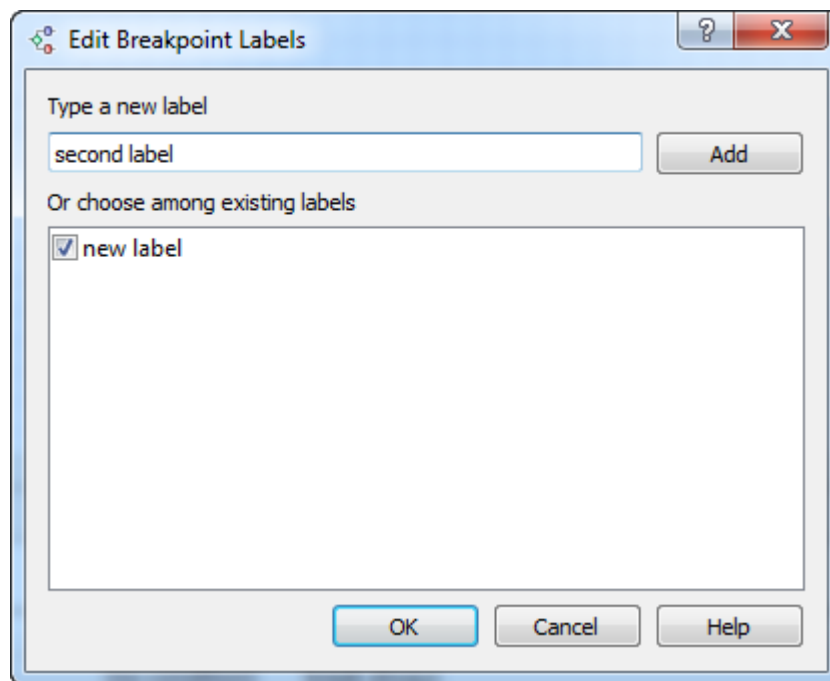 Edit Breakpoint Labels
Type a new label
second label
Add
Or choose among existing labels
new label
OK Cancel Help